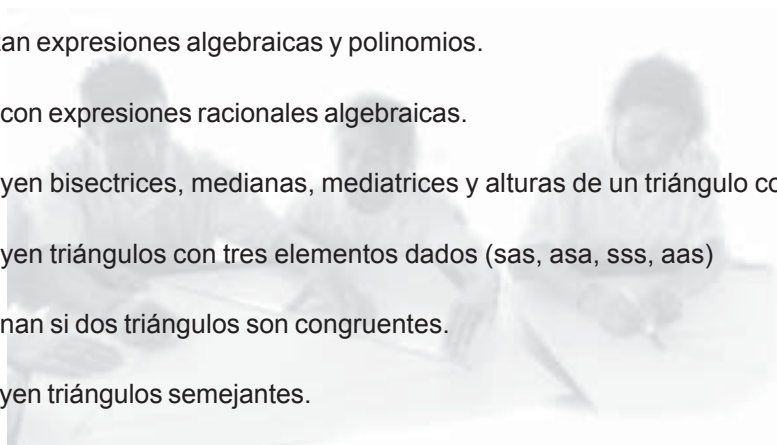 an expresiones algebraicas y polinomios.
con expresiones racionales algebraicas.
yen bisectrices, medianas, mediatrices y alturas de un triángulo co
yen triángulos con tres elementos dados (sas, asa, sss, aas)
nan si dos triángulos son congruentes.
yen triángulos semejantes.